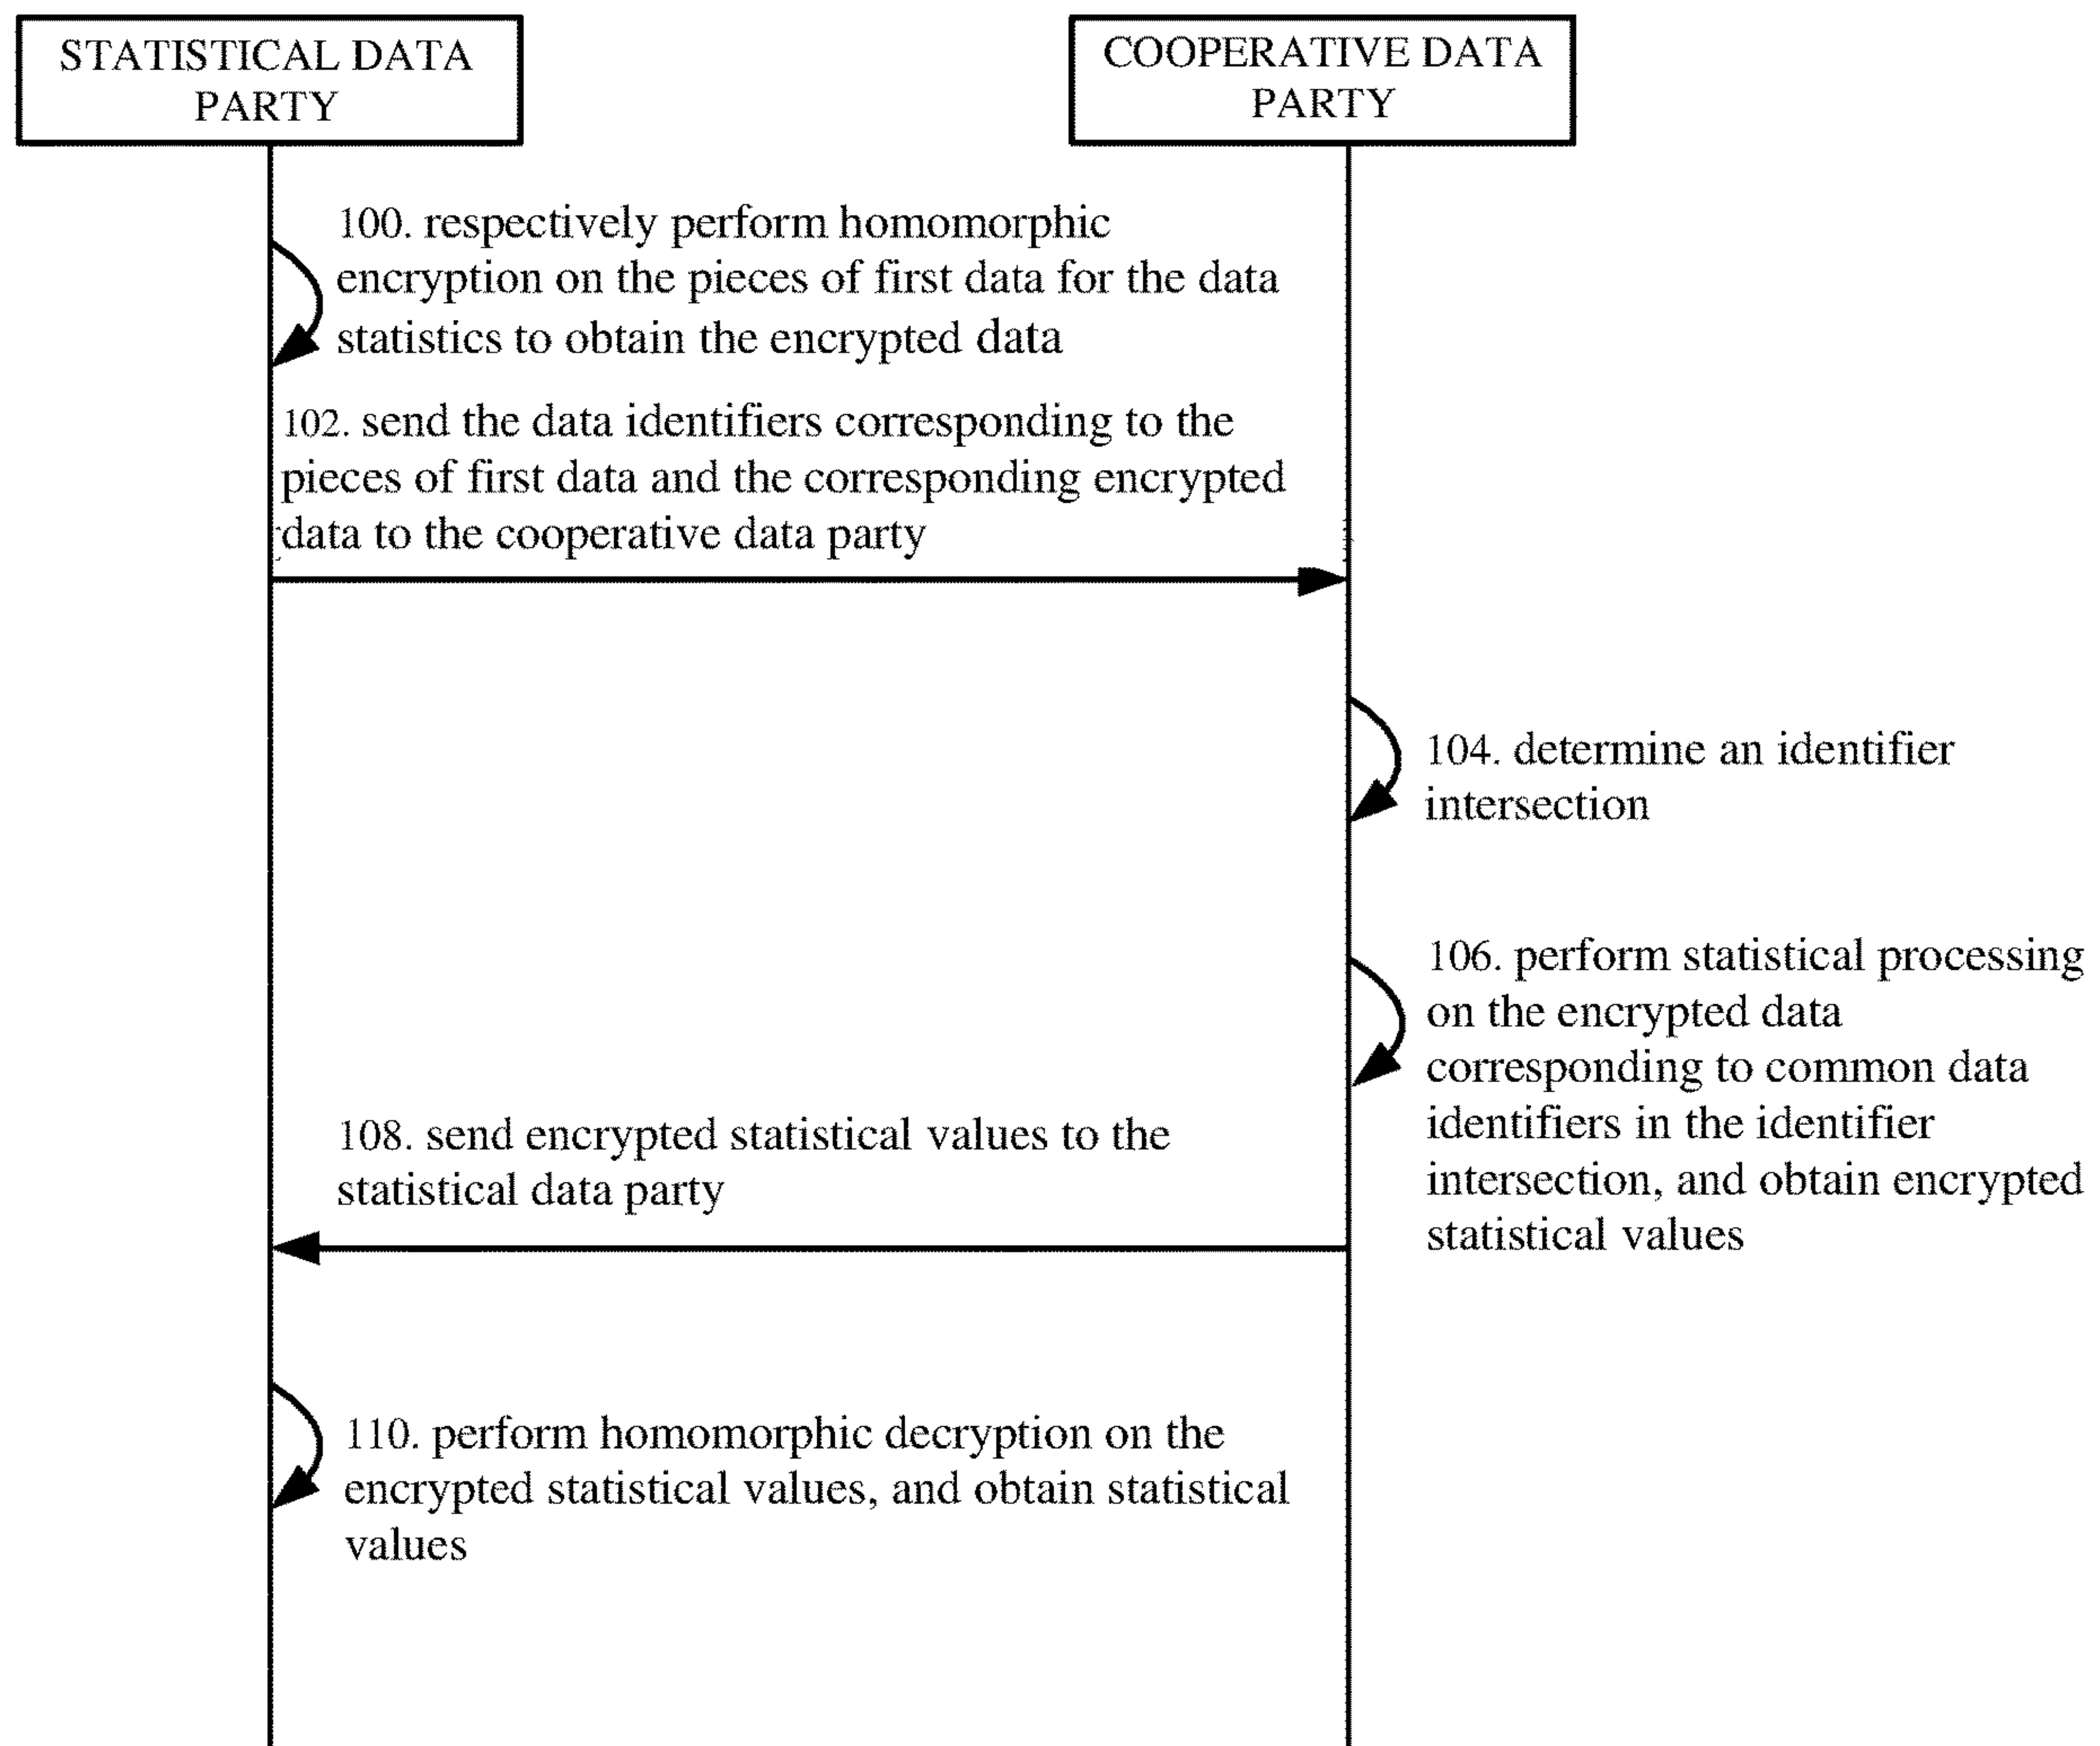 STATISTICAL DATA
PARTY
COOPERATIVE DATA
PARTY
100. respectively perform homomorphic
encryption on the pieces of first data for the data
statistics to obtain the encrypted data
102. send the data identifiers corresponding to the
pieces of first data and the corresponding encrypted
data to the cooperative data party
104. determine an identifier
intersection
106. perform statistical processing
on the encrypted data
corresponding to common data
identifiers in the identifier
intersection, and obtain encrypted
statistical values
108. send encrypted statistical values to the
statistical data party
110. perform homomorphic decryption on the
encrypted statistical values, and obtain statistical
values